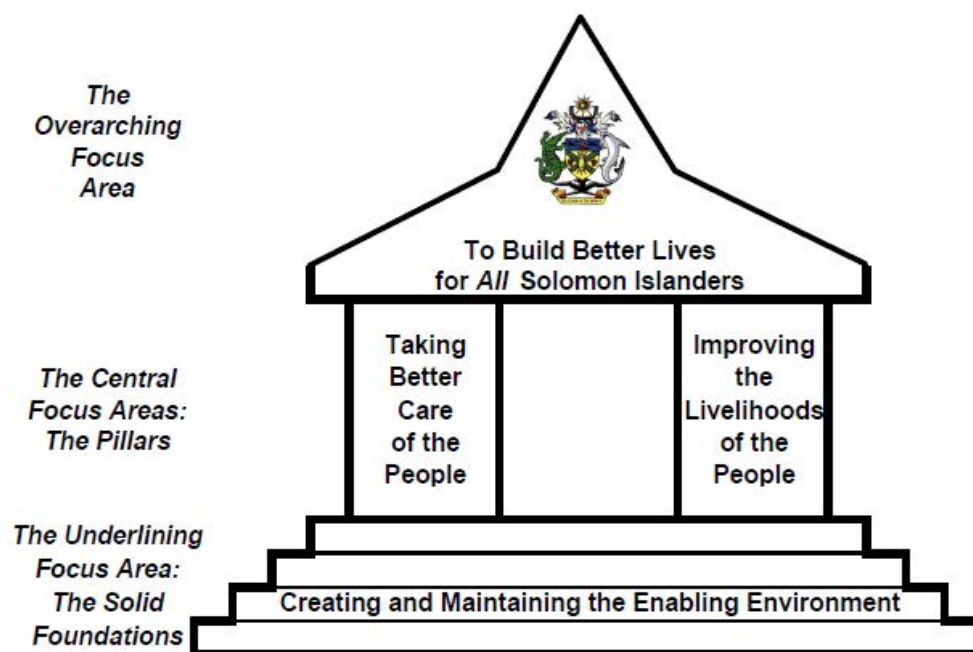 The
Overarching
Focus
Area
To Build Better Lives
for All Solomon Islanders
The Central
Focus Areas:
The Pillars
Taking
Better
Care
of the
People
Improving
the
Livelihoods
of the
People
The Underlining
Focus Area:
The Solid
Foundations
Creating and Maintaining the Enabling Environment